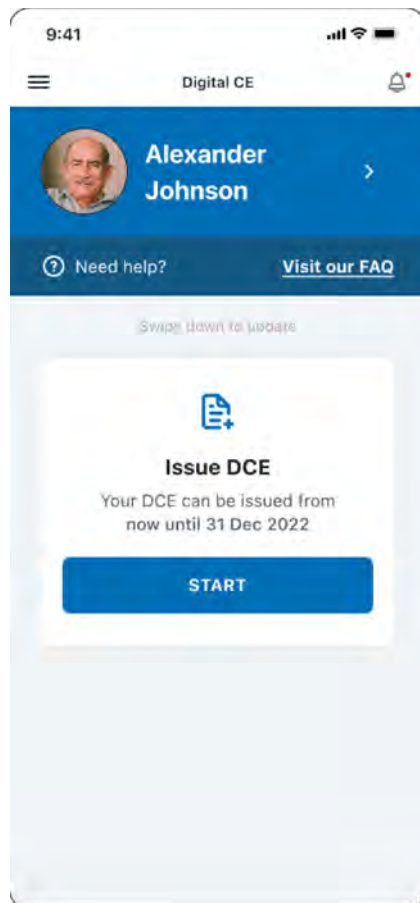 9:41
Digital CE
Alexander
Johnson
Need help?
Visit our FAQ
Swipe down to update
Issue DCE
Your DCE can be issued from
now until 31 Dec 2022
START